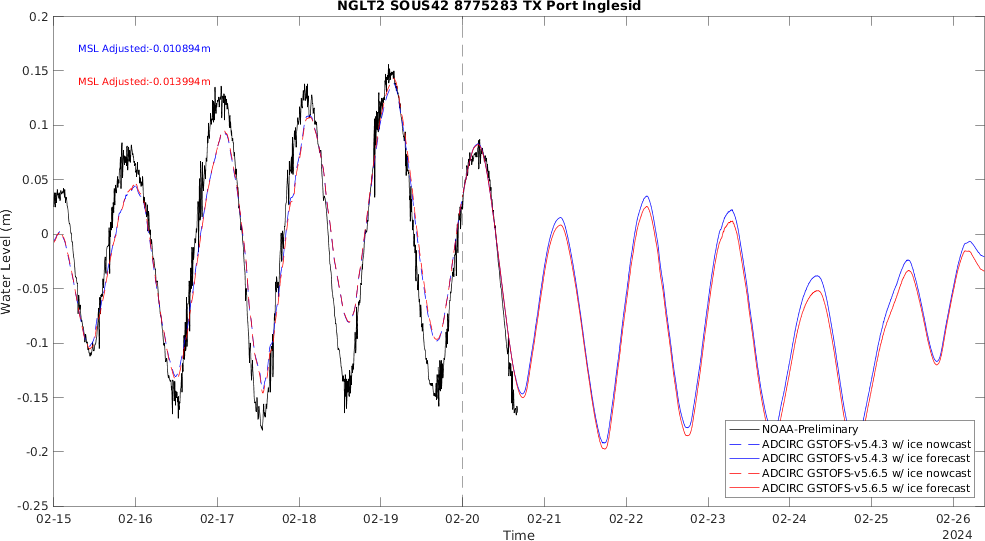 NGLT2 SOUS42 8775283 TX Port Inglesid
MSL Adjusted:-0.010894m
MSL Adjusted:-0.013994m
0.2
0.15
0.1
0.05
0
-0.05
-0.1
-0.15
-0.2
-0.25
Water Level (m)
NOAA-Preliminary
ADCIRC GSTOFS-v5.4.3 w/ ice nowcast
ADCIRC GSTOFS-v5.4.3 w/ ice forecast
ADCIRC GSTOFS-v5.6.5 w/ ice nowcast
ADCIRC GSTOFS-v5.6.5 w/ ice forecast
02-15 02-16 02-17 02-18 02-19 02-20 02-21 02-22 02-23 02-24 02-25 02-26
Time
2024